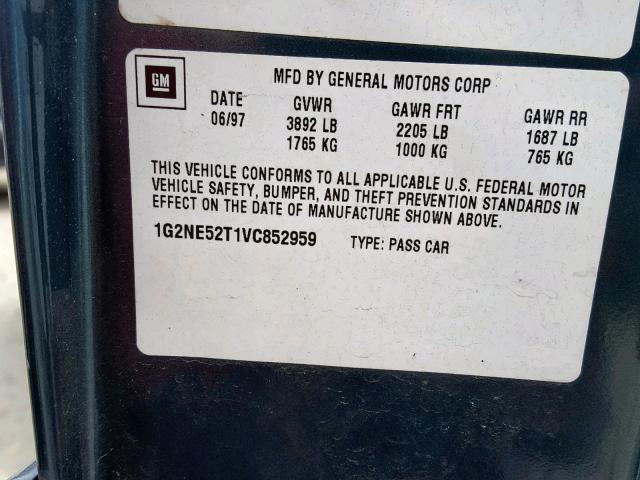 GM
MFD BY GENERAL MOTORS CORP
DATE GVWR GAWR FRT GAWR RR
06/97 3892 LB 2205 LB 1687 LB
1765 KG 1000 KG 765 KG
THIS VEHICLE CONFORMS TO ALL APPLICABLE U.S. FEDERAL MOTOR
VEHICLE SAFETY, BUMPER, AND THEFT PREVENTION STANDARDS IN
EFFECT ON THE DATE OF MANUFACTURE SHOWN ABOVE.
1G2NE52T1VC852959 TYPE: PASS CAR